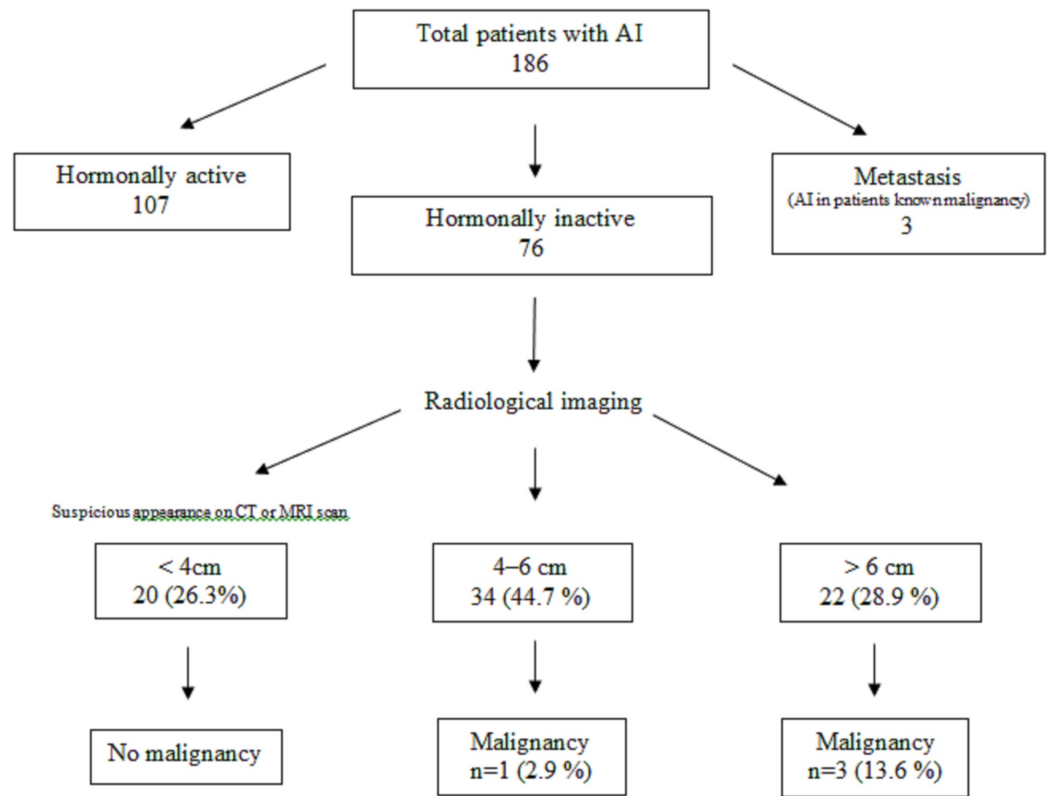 Total patients with AI
186
Hormonally active
107
Hormonally inactive
76
Metastasis
(AI in patients known malignancy)
3
Radiological imaging
Suspicious appearance on CT or MRI scan
< 4cm
20 (26.3%)
4–6 cm
34 (44.7 %)
> 6 cm
22 (28.9 %)
No malignancy
Malignancy
n=1 (2.9 %)
Malignancy
n=3 (13.6 %)